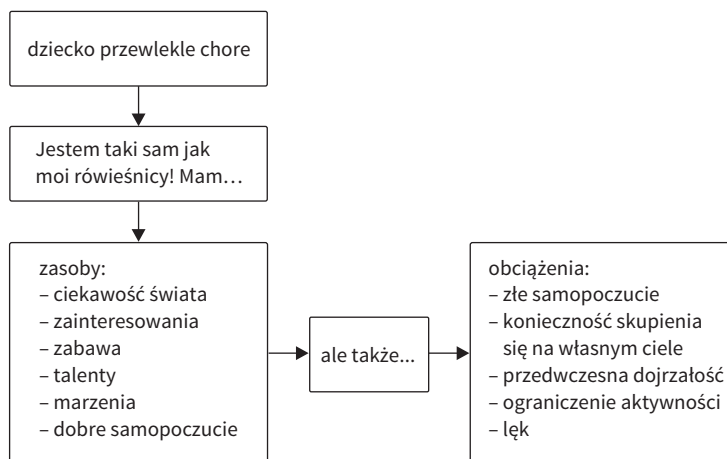 dziecko przewlekle chore
Jestem taki sam jak
moi rówieśnicy! Mam…
zasoby:
– ciekawość świata
– zainteresowania
– zabawa
– talenty
– marzenia
– dobre samopoczucie
ale także...
obciążenia:
– złe samopoczucie
– konieczność skupienia
się na własnym ciele
– przedwczesna dojrzałość
– ograniczenie aktywności
– lęk